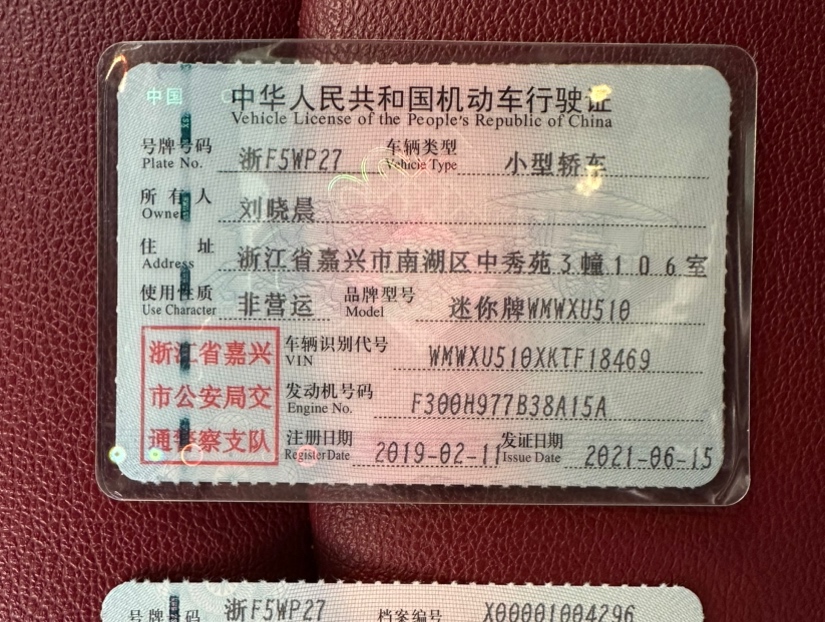 中国
中华人民共和国机动车行驶证
Vehicle License of the People's Republic of China
号牌号码 浙F5WP27 车辆类型 小型轿车
Plate No. Vehicle Type
所有人 刘晓晨
Owner
住址 浙江省嘉兴市南湖区中秀苑3幢106室
Address
使用性质 非营运 品牌型号 迷你牌WMWXU510
Use Character Model
浙江省嘉兴
市公安局交
通警察支队
车辆识别代号 WMWXU510XKTF18469
VIN
发动机号码 F300H977B38A15A
Engine No.
注册日期 2019-02-11 发证日期 2021-06-15
Register Date Issue Date
号牌号码 浙F5WP27 档案编号 X00001004296